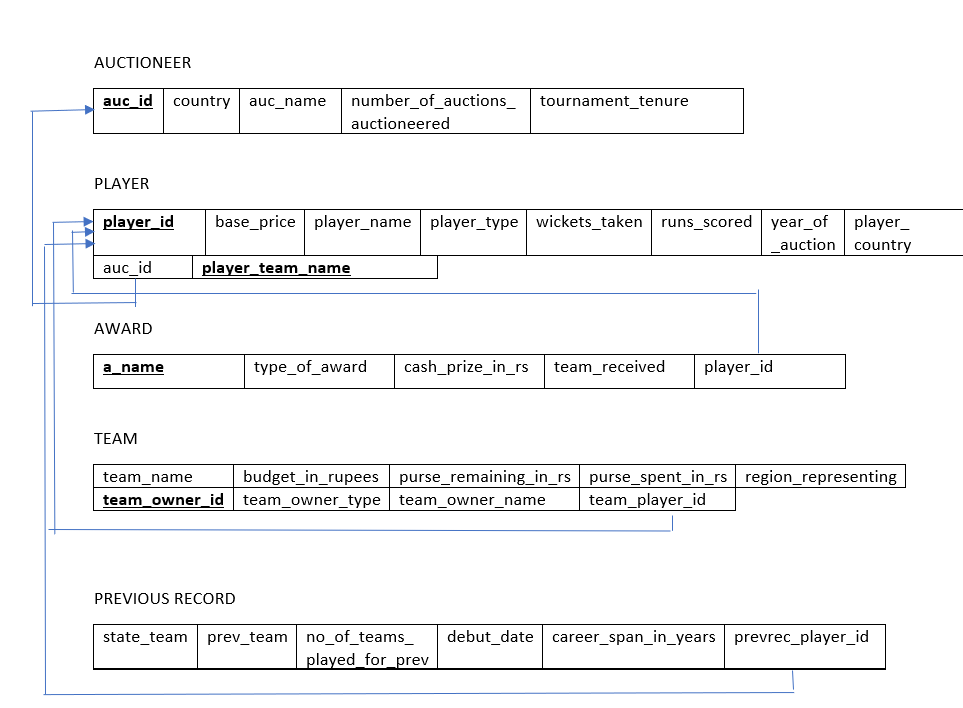 AUCTIONEER
auc_id country auc_name number_of_auctions_ tournament_tenure
auctioneered
PLAYER
player_id base_price player_name player_type wickets_taken runs_scored year_of player_
_auction country
auc_id player_team_name
AWARD
a_name type_of_award cash_prize_in_rs team_received player_id
TEAM
team_name budget_in_rupees purse_remaining_in_rs purse_spent_in_rs region_representing
team_owner_id team_owner_type team_owner_name team_player_id
PREVIOUS RECORD
state_team prev_team no_of_teams_ debut_date career_span_in_years prevrec_player_id
played_for_prev